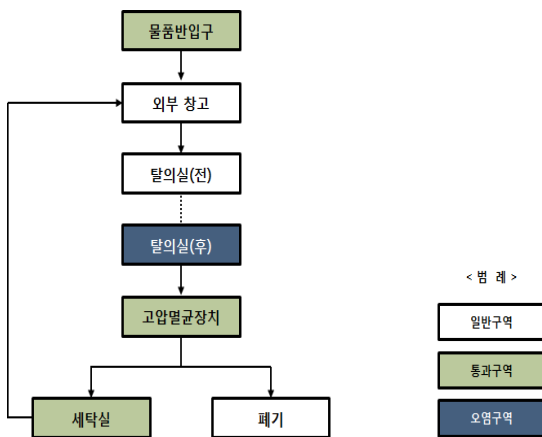 물품반입구
외부 창고
탈의실(전)
탈의실(후)
고압멸균장치
세탁실
폐기
< 범 례 >
일반구역
통과구역
오염구역